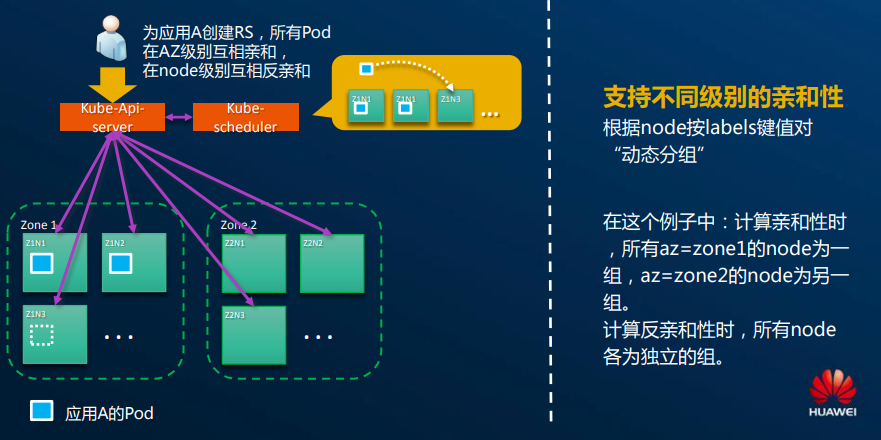 为应用A创建RS，所有Pod
在AZ级别互相亲和，
在node级别互相反亲和
Kube-Api-
server
Kube-
scheduler
Z1N1
Z1N1
Z1N3
...
Zone 1
Z1N1
Z1N2
Z1N3
...
Zone 2
Z2N1
Z2N2
Z2N3
...
应用A的Pod
支持不同级别的亲和性
根据node按labels键值对
“动态分组”
在这个例子中：计算亲和性时
，所有az=zone1的node为一
组，az=zone2的node为另一
组。
计算反亲和性时，所有node
各为独立的组。
HUAWEI